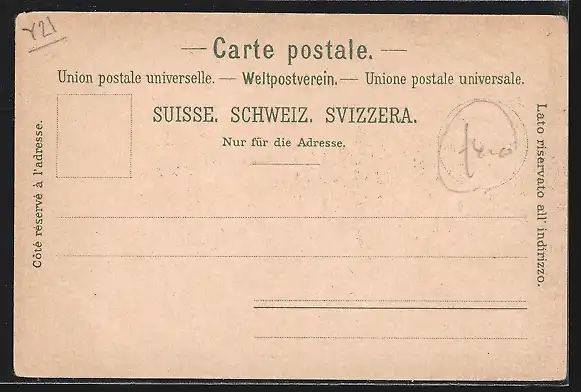 — Carte postale. —
Union postale universelle. — Weltpostverein. — Unione postale universale.
SUISSE. SCHWEIZ. SVIZZERA.
Nur für die Adresse.
Côté réservé à l'adresse.
Lato riservato all' indirizzo.